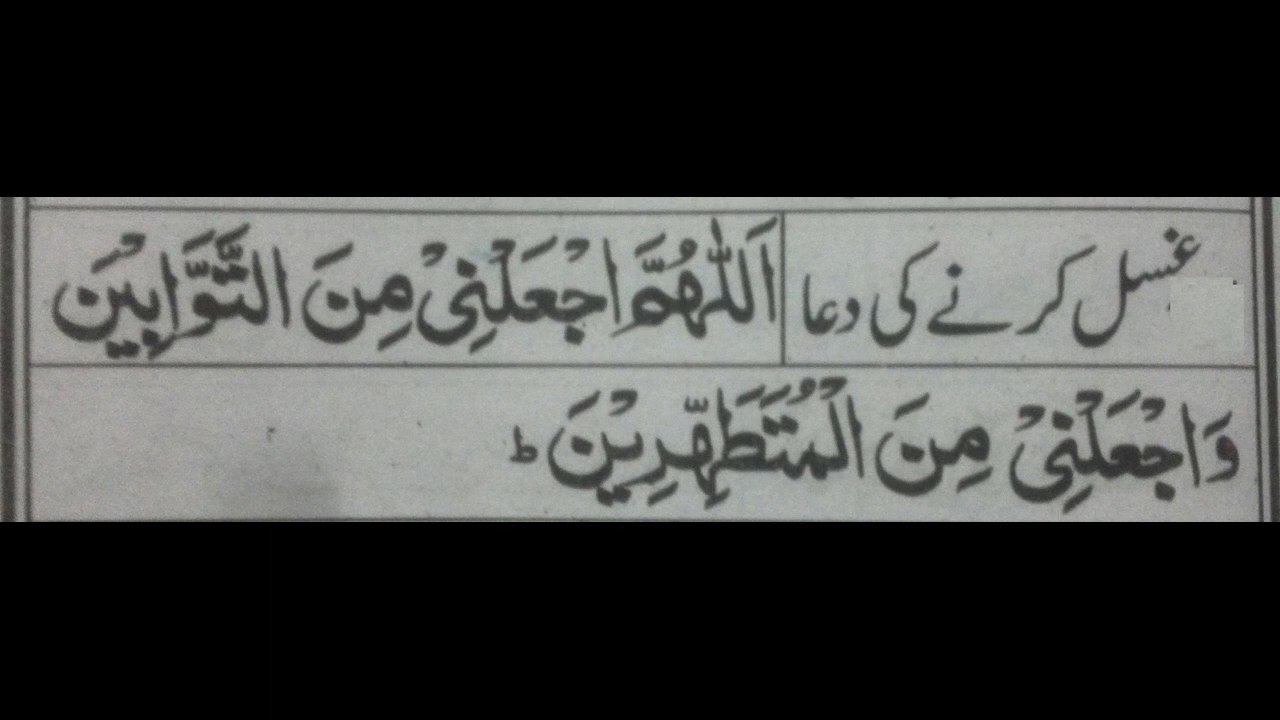 غسل کرنے کی دعا اَللّٰهُمَّ اجْعَلْنِیْ مِنَ التَّوَّابِیْنَ
وَاجْعَلْنِیْ مِنَ الْمُتَطَهِّرِیْنَ ط